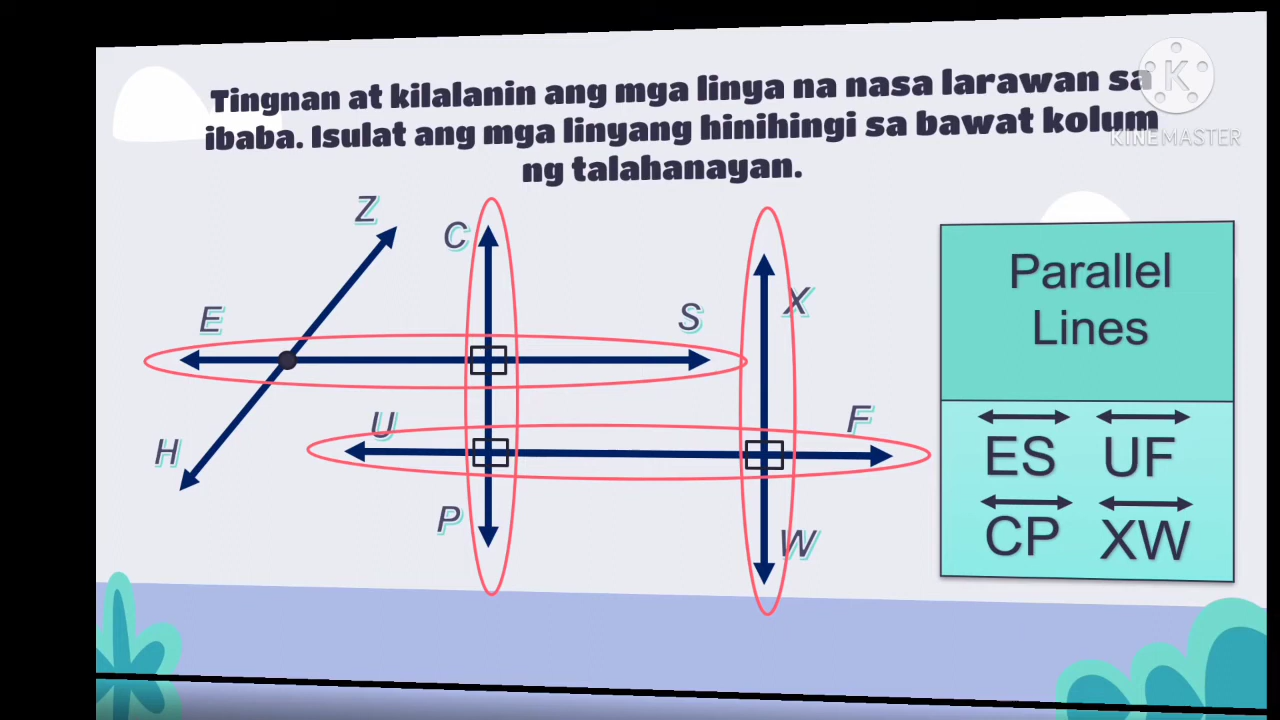 Tingnan at kilalanin ang mga linya na nasa larawan sa
ibaba. Isulat ang mga linyang hinihingi sa bawat kolum
ng talahanayan.
K
KINEMASTER
Z
C
E
S
X
U
F
H
P
W
Parallel
Lines
ES UF
CP XW